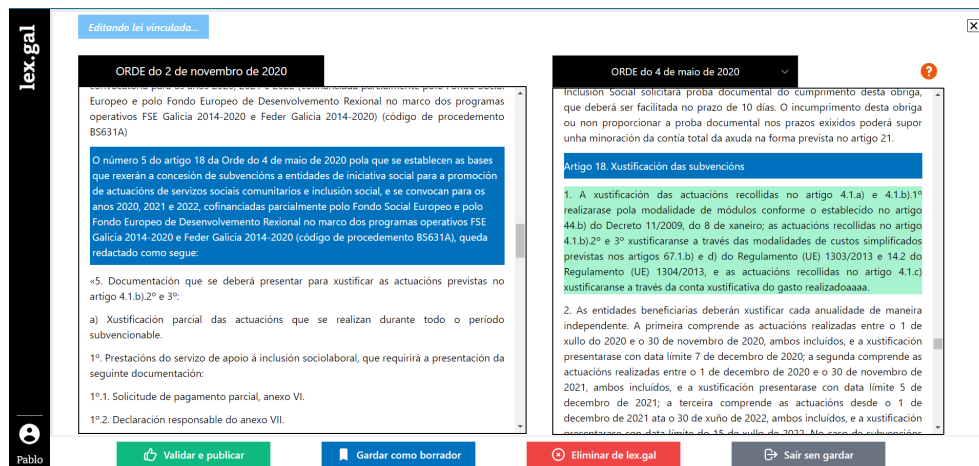 lex.gal
Editando lei vinculada...
ORDE do 2 de novembro de 2020
Europeo e polo Fondo Europeo de Desenvolvemento Rexional no marco dos programas
operativos FSE Galicia 2014-2020 e Feder Galicia 2014-2020) (código de procedemento
BS631A)
O número 5 do artigo 18 da Orde do 4 de maio de 2020 pola que se establecen as bases
que rexerán a concesión de subvencións a entidades de iniciativa social para a promoción
de actuacións de servizos sociais comunitarios e inclusión social, e se convocan para os
anos 2020, 2021 e 2022, cofinanciadas parcialmente polo Fondo Social Europeo e polo
Fondo Europeo de Desenvolvemento Rexional no marco dos programas operativos FSE
Galicia 2014-2020 e Feder Galicia 2014-2020 (código de procedemento BS631A), queda
redactado como segue:
«5. Documentación que se deberá presentar para xustificar as actuacións previstas no
artigo 4.1.b).2º e 3º:
a) Xustificación parcial das actuacións que se realizan durante todo o período
subvencionable.
1º. Prestacións do servizo de apoio á inclusión sociolaboral, que requirirá a presentación da
seguinte documentación:
1º.1. Solicitude de pagamento parcial, anexo VI.
1º.2. Declaración responsable do anexo VII.
ORDE do 4 de maio de 2020
?
Inclusión Social solicitará proba documental do cumprimento desta obriga,
que deberá ser facilitada no prazo de 10 días. O incumprimento desta obriga
ou non proporcionar a proba documental nos prazos exixidos poderá supor
unha minoración da contía total da axuda na forma prevista no artigo 21.
Artigo 18. Xustificación das subvencións
1. A xustificación das actuacións recollidas no artigo 4.1.a) e 4.1.b).1º
realizarase pola modalidade de módulos conforme o establecido no artigo
44.b) do Decreto 11/2009, do 8 de xaneiro; as actuacións recollidas no artigo
4.1.b).2º e 3º xustificaranse a través das modalidades de custos simplificados
previstas nos artigos 67.1.b) e d) do Regulamento (UE) 1303/2013 e 14.2 do
Regulamento (UE) 1304/2013, e as actuacións recollidas no artigo 4.1.c)
xustificaranse a través da conta xustificativa do gasto realizadoaaaa.
2. As entidades beneficiarias deberán xustificar cada anualidade de maneira
independente. A primeira comprende as actuacións realizadas entre o 1 de
xullo do 2020 e o 30 de novembro de 2020, ambos incluídos, e a xustificación
presentarase con data límite 7 de decembro de 2020; a segunda comprende as
actuacións realizadas entre o 1 de decembro de 2020 e o 30 de novembro de
2021, ambos incluídos, e a xustificación presentarase con data límite 5 de
decembro de 2021; a terceira comprende as actuacións desde o 1 de
decembro de 2021 ata o 30 de xuño de 2022, ambos incluídos, e a xustificación
presentarase con data límite do 15 de xullo de 2022. No caso de subvencións
Pablo
Validar e publicar
Gardar como borrador
Eliminar de lex.gal
Saír sen gardar